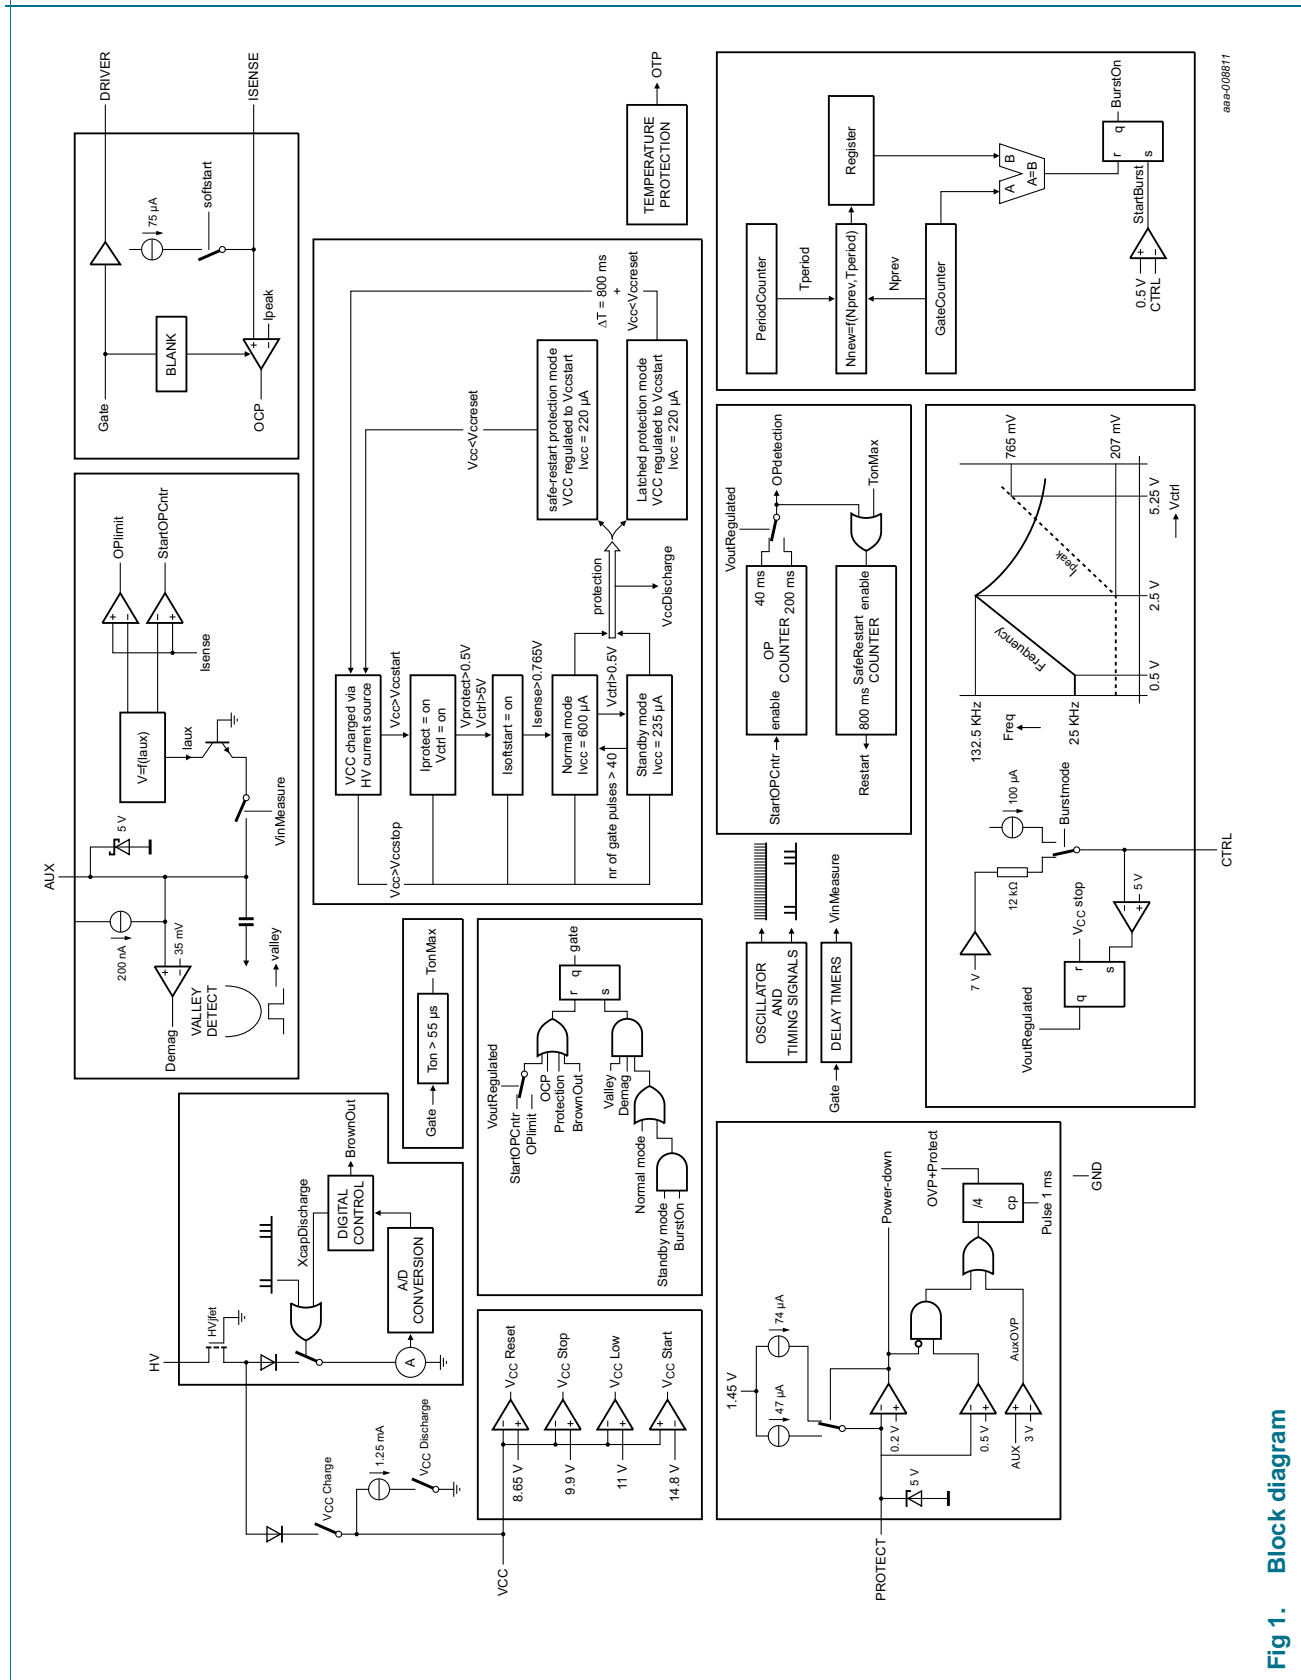 HV
HVjfet
XcapDischarge
BrownOut
DIGITAL
CONTROL
A/D
CONVERSION
A
AUX
200 nA
5 V
35 mV
Demag
VALLEY
DETECT
valley
V=f(Iaux)
Iaux
VinMeasure
OPlimit
StartOPCntr
Isense
Gate
BLANK
OCP
Ipeak
75 µA
softstart
DRIVER
ISENSE
VCC Charge
1.25 mA
VCC Discharge
VCC
8.65 V
VCC Reset
9.9 V
VCC Stop
11 V
VCC Low
14.8 V
VCC Start
Gate
Ton > 55 µs
TonMax
VoutRegulated
StartOPCntr
OPlimit
OCP
Protection
BrownOut
Valley
Demag
Normal mode
Standby mode
BurstOn
r
q
s
gate
Vcc>Vccstop
VCC charged via
HV current source
Vcc>Vccstart
Iprotect = on
Vctrl = on
Vprotect>0.5V
Vctrl>5V
Isoftstart = on
Isense>0.765V
Normal mode
Ivcc = 600 µA
nr of gate pulses > 40
Vctrl>0.5V
Standby mode
Ivcc = 235 µA
protection
VccDischarge
Vcc<Vccreset
safe-restart protection mode
VCC regulated to Vccstart
Ivcc = 220 µA
Latched protection mode
VCC regulated to Vccstart
Ivcc = 220 µA
ΔT = 800 ms
+
Vcc<Vccreset
TEMPERATURE
PROTECTION
OTP
PROTECT
5 V
1.45 V
47 µA
74 µA
0.2 V
0.5 V
AUX
3 V
AuxOVP
Power-down
OVP+Protect
/4
cp
Pulse 1 ms
GND
OSCILLATOR
AND
TIMING SIGNALS
Gate
DELAY TIMERS
VinMeasure
StartOPCntr
enable
OP
COUNTER
40 ms
200 ms
VoutRegulated
OPdetection
Restart
800 ms
SafeRestart
COUNTER
enable
TonMax
VoutRegulated
7 V
12 kΩ
100 µA
Burstmode
VCC stop
q
r
s
5 V
CTRL
132.5 KHz
Freq
25 KHz
Frequency
Ipeak
765 mV
207 mV
0.5 V
2.5 V
5.25 V
Vctrl
PeriodCounter
Tperiod
Nnew=f(Nprev,Tperiod)
Nprev
GateCounter
Register
A
B
A=B
0.5 V
CTRL
StartBurst
r
q
s
BurstOn
aaa-008811
Fig 1. Block diagram